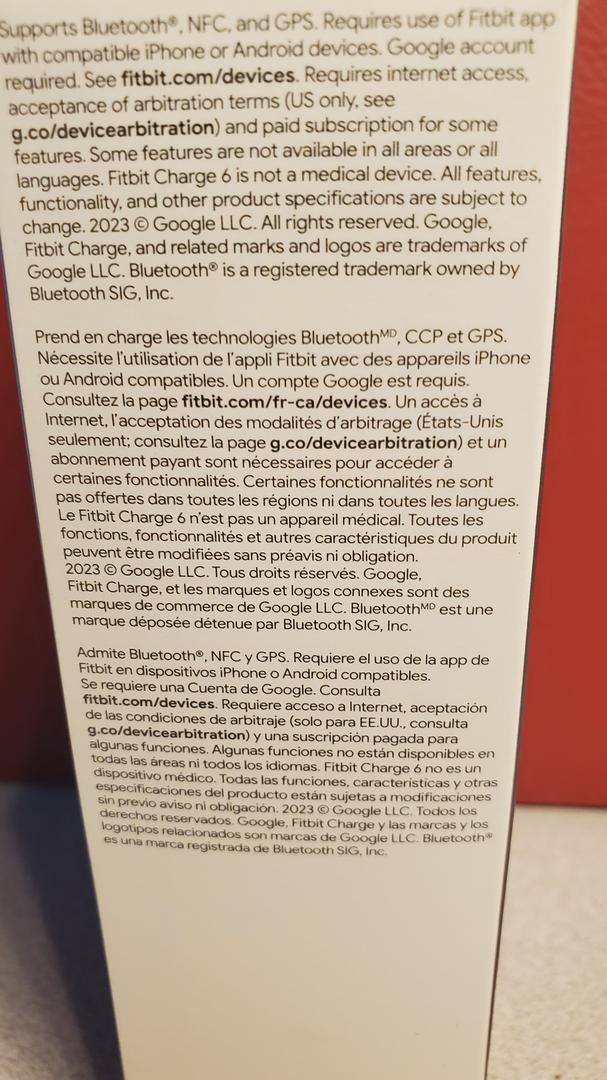 Supports Bluetooth®, NFC, and GPS. Requires use of Fitbit app
with compatible iPhone or Android devices. Google account
required. See fitbit.com/devices. Requires internet access,
acceptance of arbitration terms (US only, see
g.co/devicearbitration) and paid subscription for some
features. Some features are not available in all areas or all
languages. Fitbit Charge 6 is not a medical device. All features,
functionality, and other product specifications are subject to
change. 2023 © Google LLC. All rights reserved. Google,
Fitbit Charge, and related marks and logos are trademarks of
Google LLC. Bluetooth® is a registered trademark owned by
Bluetooth SIG, Inc.
Prend en charge les technologies Bluetoothᴹᴰ, CCP et GPS.
Nécessite l'utilisation de l'appli Fitbit avec des appareils iPhone
ou Android compatibles. Un compte Google est requis.
Consultez la page fitbit.com/fr-ca/devices. Un accès à
Internet, l'acceptation des modalités d'arbitrage (États-Unis
seulement; consultez la page g.co/devicearbitration) et un
abonnement payant sont nécessaires pour accéder à
certaines fonctionnalités. Certaines fonctionnalités ne sont
pas offertes dans toutes les régions ni dans toutes les langues.
Le Fitbit Charge 6 n'est pas un appareil médical. Toutes les
fonctions, fonctionnalités et autres caractéristiques du produit
peuvent être modifiées sans préavis ni obligation.
2023 © Google LLC. Tous droits réservés. Google,
Fitbit Charge, et les marques et logos connexes sont des
marques de commerce de Google LLC. Bluetoothᴹᴰ est une
marque déposée détenue par Bluetooth SIG, Inc.
Admite Bluetooth®, NFC y GPS. Requiere el uso de la app de
Fitbit en dispositivos iPhone o Android compatibles.
Se requiere una Cuenta de Google. Consulta
fitbit.com/devices. Requiere acceso a Internet, aceptación
de las condiciones de arbitraje (solo para EE.UU., consulta
g.co/devicearbitration) y una suscripción pagada para
algunas funciones. Algunas funciones no están disponibles en
todas las áreas ni todos los idiomas. Fitbit Charge 6 no es un
dispositivo médico. Todas las funciones, características y otras
especificaciones del producto están sujetas a modificaciones
sin previo aviso ni obligación. 2023 © Google LLC. Todos los
derechos reservados. Google, Fitbit Charge y las marcas y los
logotipos relacionados son marcas de Google LLC. Bluetooth®
es una marca registrada de Bluetooth SIG, Inc.